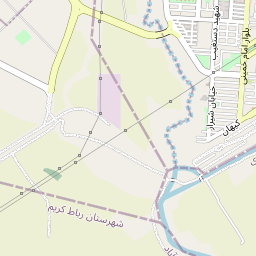 شهید دستغیب
بلوار امام خمینی
خیابان شیراز
کیهان
شهرستان رباط کریم